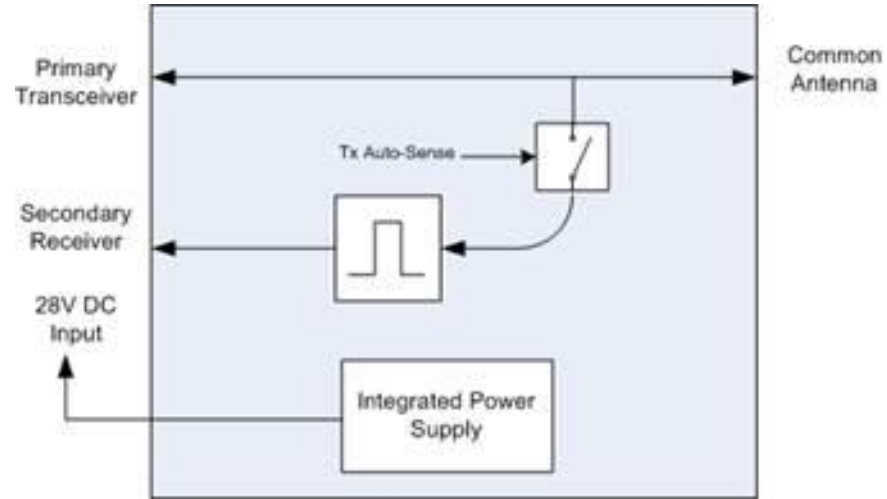 Primary
Transceiver
Common
Antenna
Tx Auto-Sense
Secondary
Receiver
28V DC
Input
Integrated Power
Supply